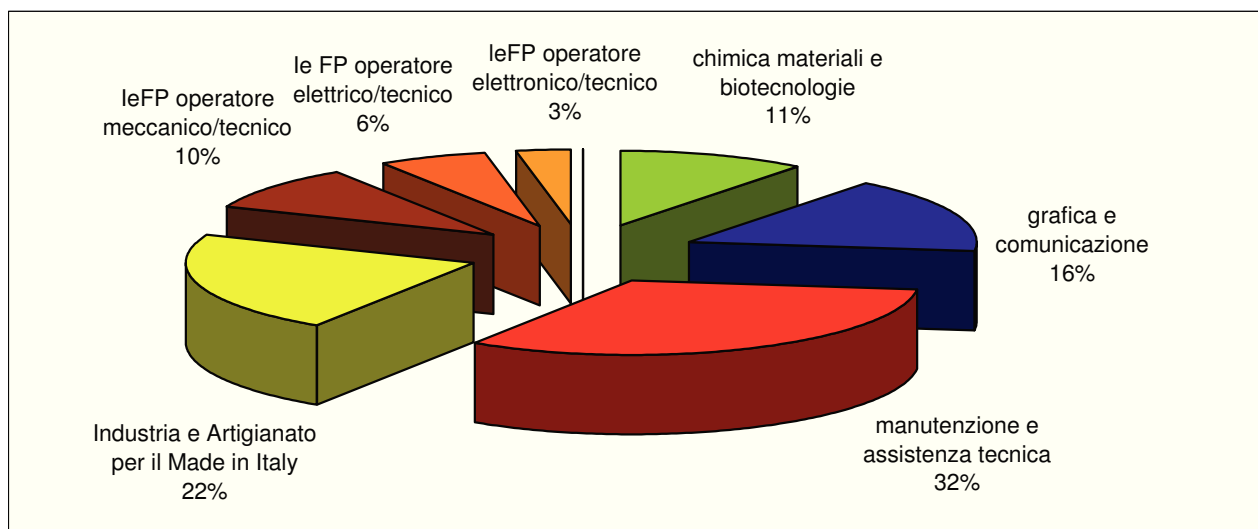 IeFP operatore
meccanico/tecnico
10%
Ie FP operatore
elettrico/tecnico
6%
IeFP operatore
elettronico/tecnico
3%
chimica materiali e
biotecnologie
11%
grafica e
comunicazione
16%
manutenzione e
assistenza tecnica
32%
Industria e Artigianato
per il Made in Italy
22%